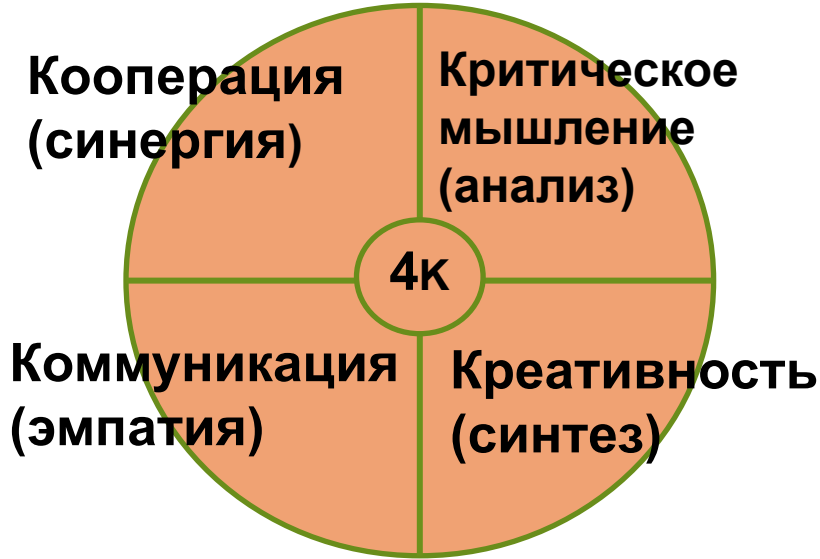 Кооперация
(синергия)
Критическое
мышление
(анализ)
4к
Коммуникация
(эмпатия)
Креативность
(синтез)